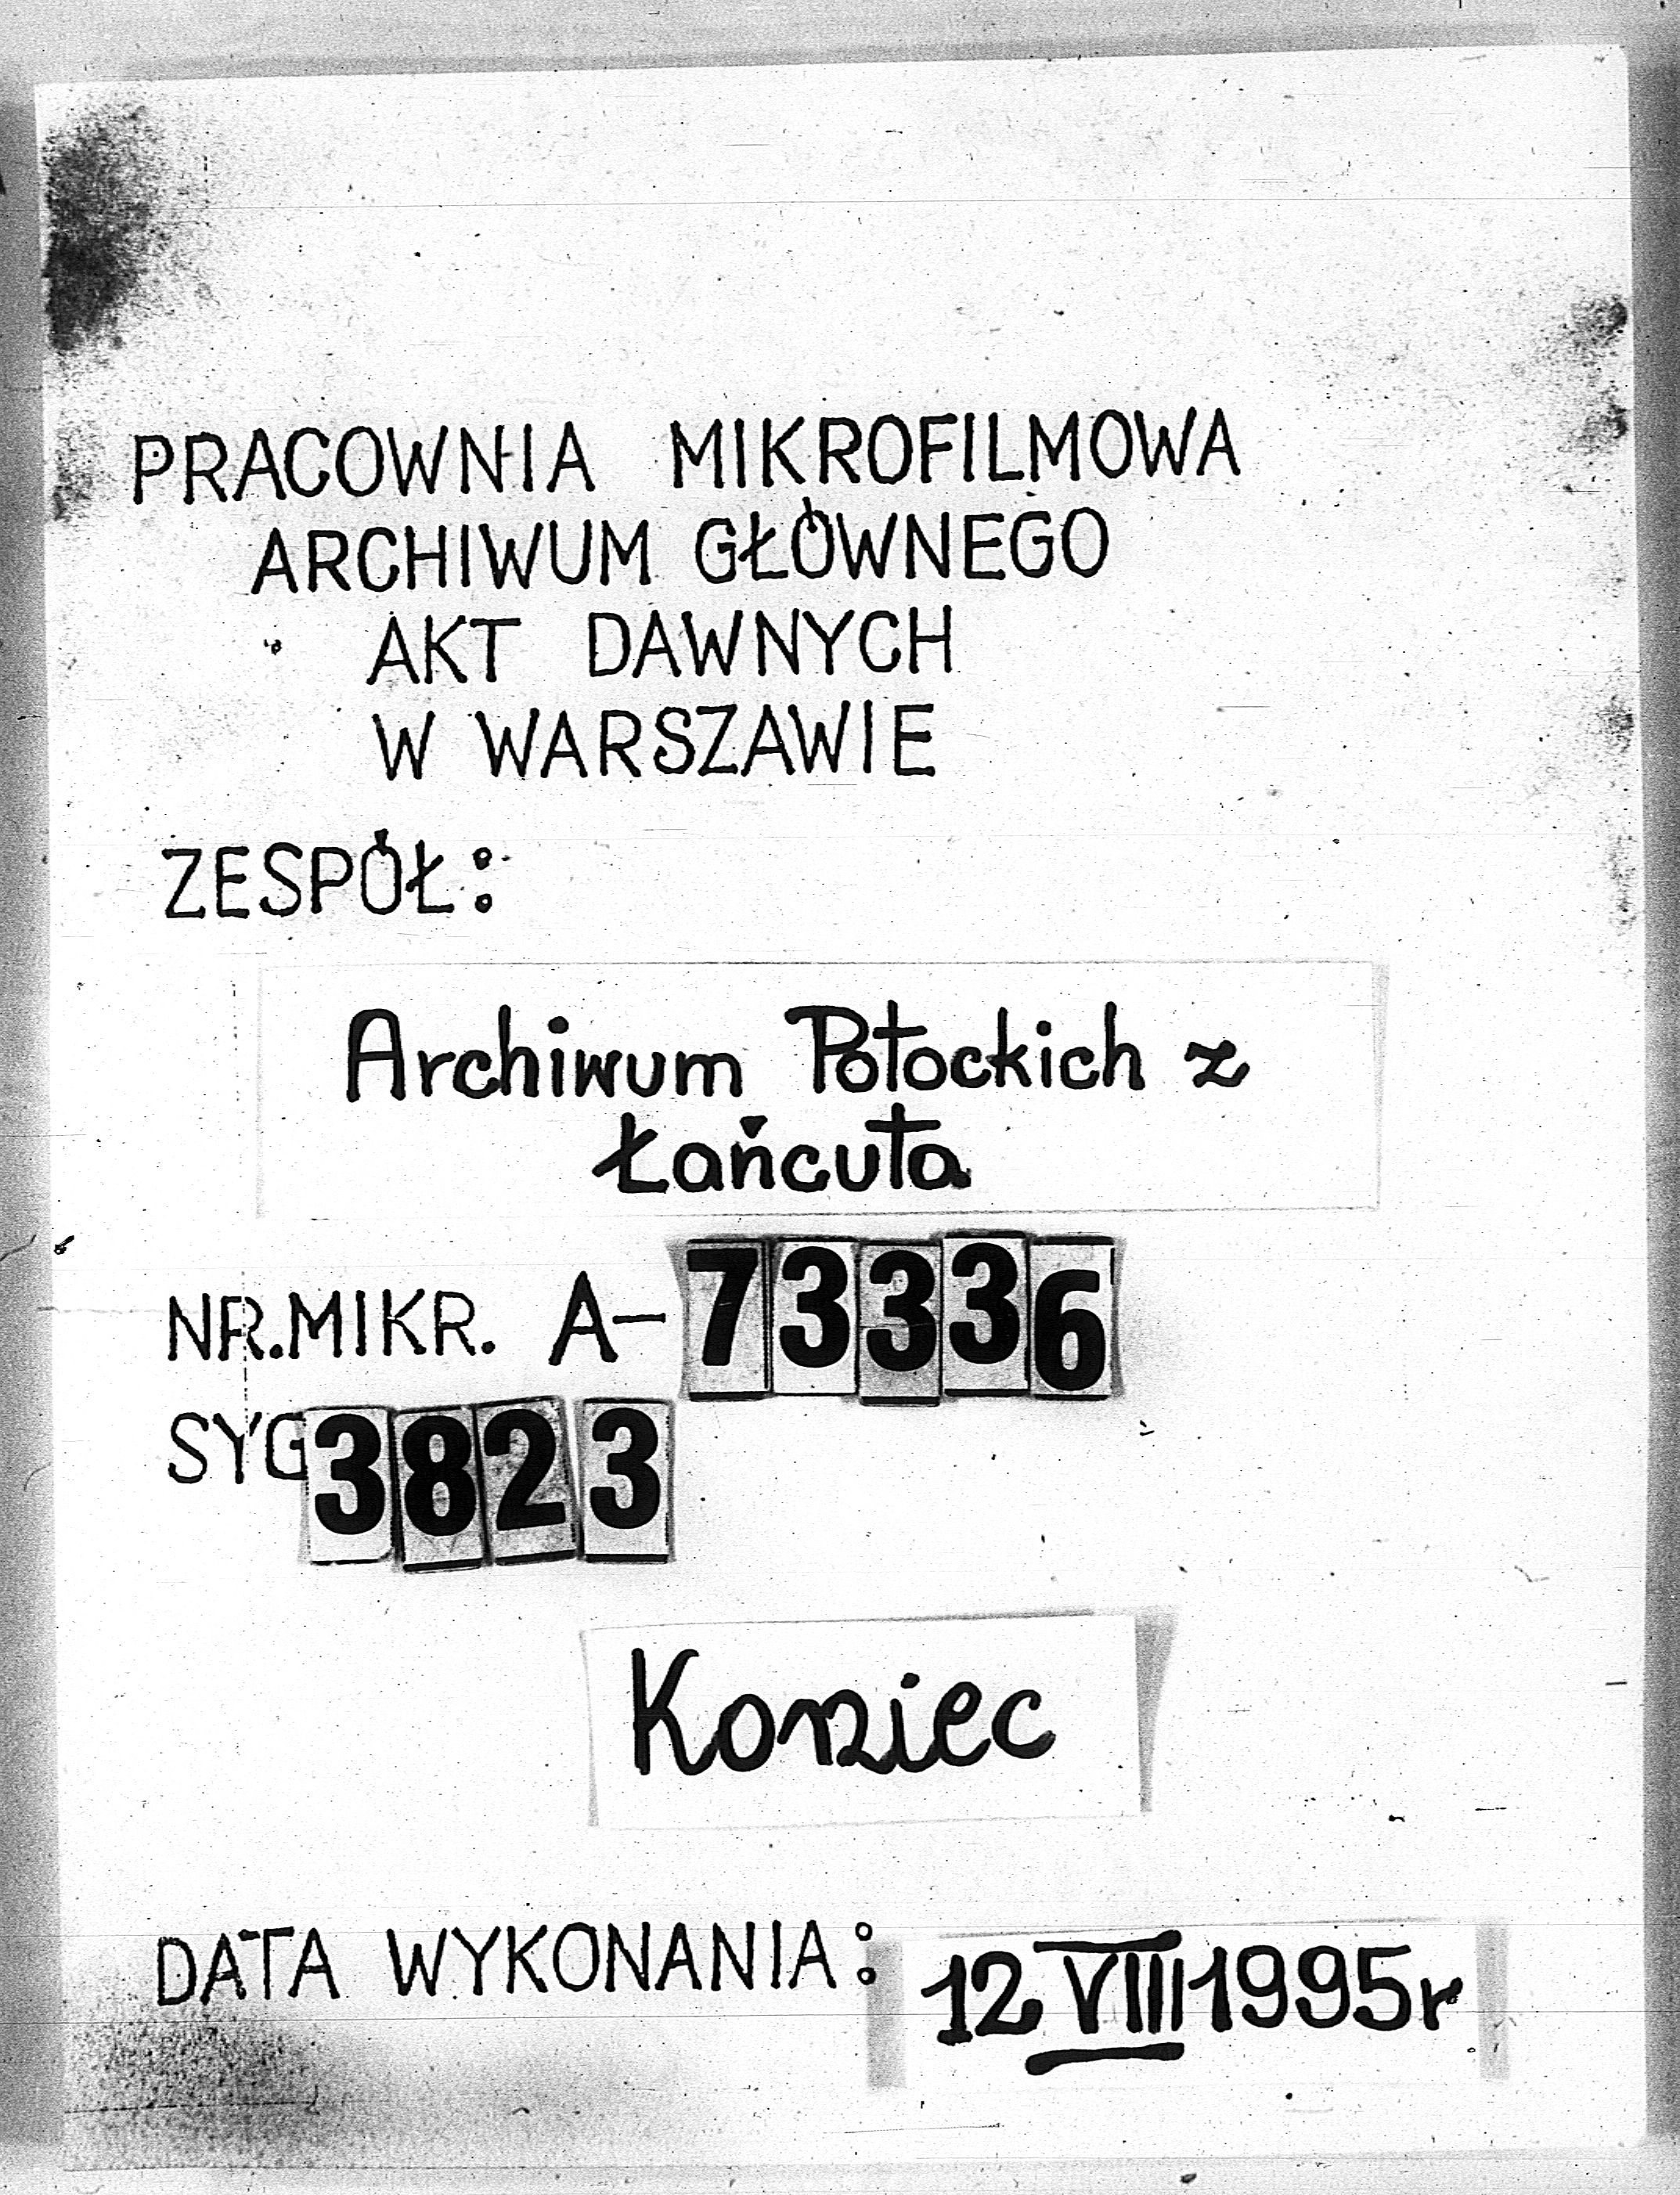 PRACOWNIA MIKROFILMOWA
ARCHIWUM GŁÓWNEGO
AKT DAWNYCH
W WARSZAWIE
ZESPÓŁ:
Archiwum Potockich z
Łańcuta
NR.MIKR. A-73336
SYG 3823
Koniec
DATA WYKONANIA: 12 VIII 1995r